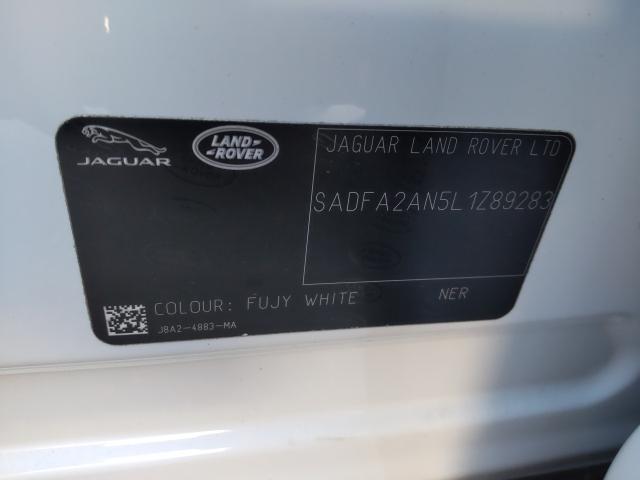 JAGUAR
LAND
ROVER
JAGUAR LAND ROVER LTD
SADFA2AN5L1Z89283
COLOUR: FUJY WHITE
NER
J8A2-4883-MA